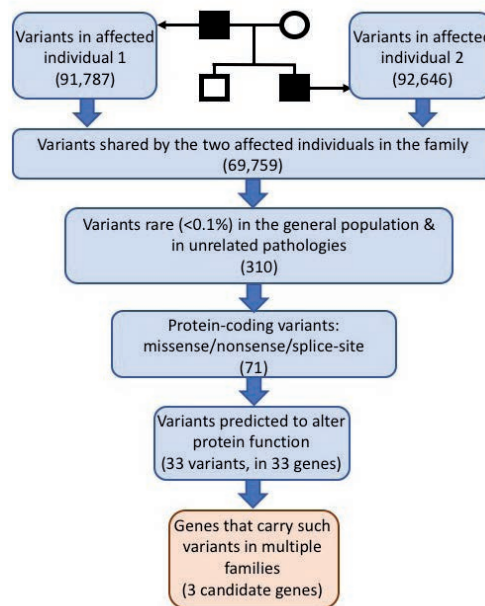 Variants in affected
individual 1
(91,787)
Variants in affected
individual 2
(92,646)
Variants shared by the two affected individuals in the family
(69,759)
Variants rare (<0.1%) in the general population &
in unrelated pathologies
(310)
Protein-coding variants:
missense/nonsense/splice-site
(71)
Variants predicted to alter
protein function
(33 variants, in 33 genes)
Genes that carry such
variants in multiple
families
(3 candidate genes)